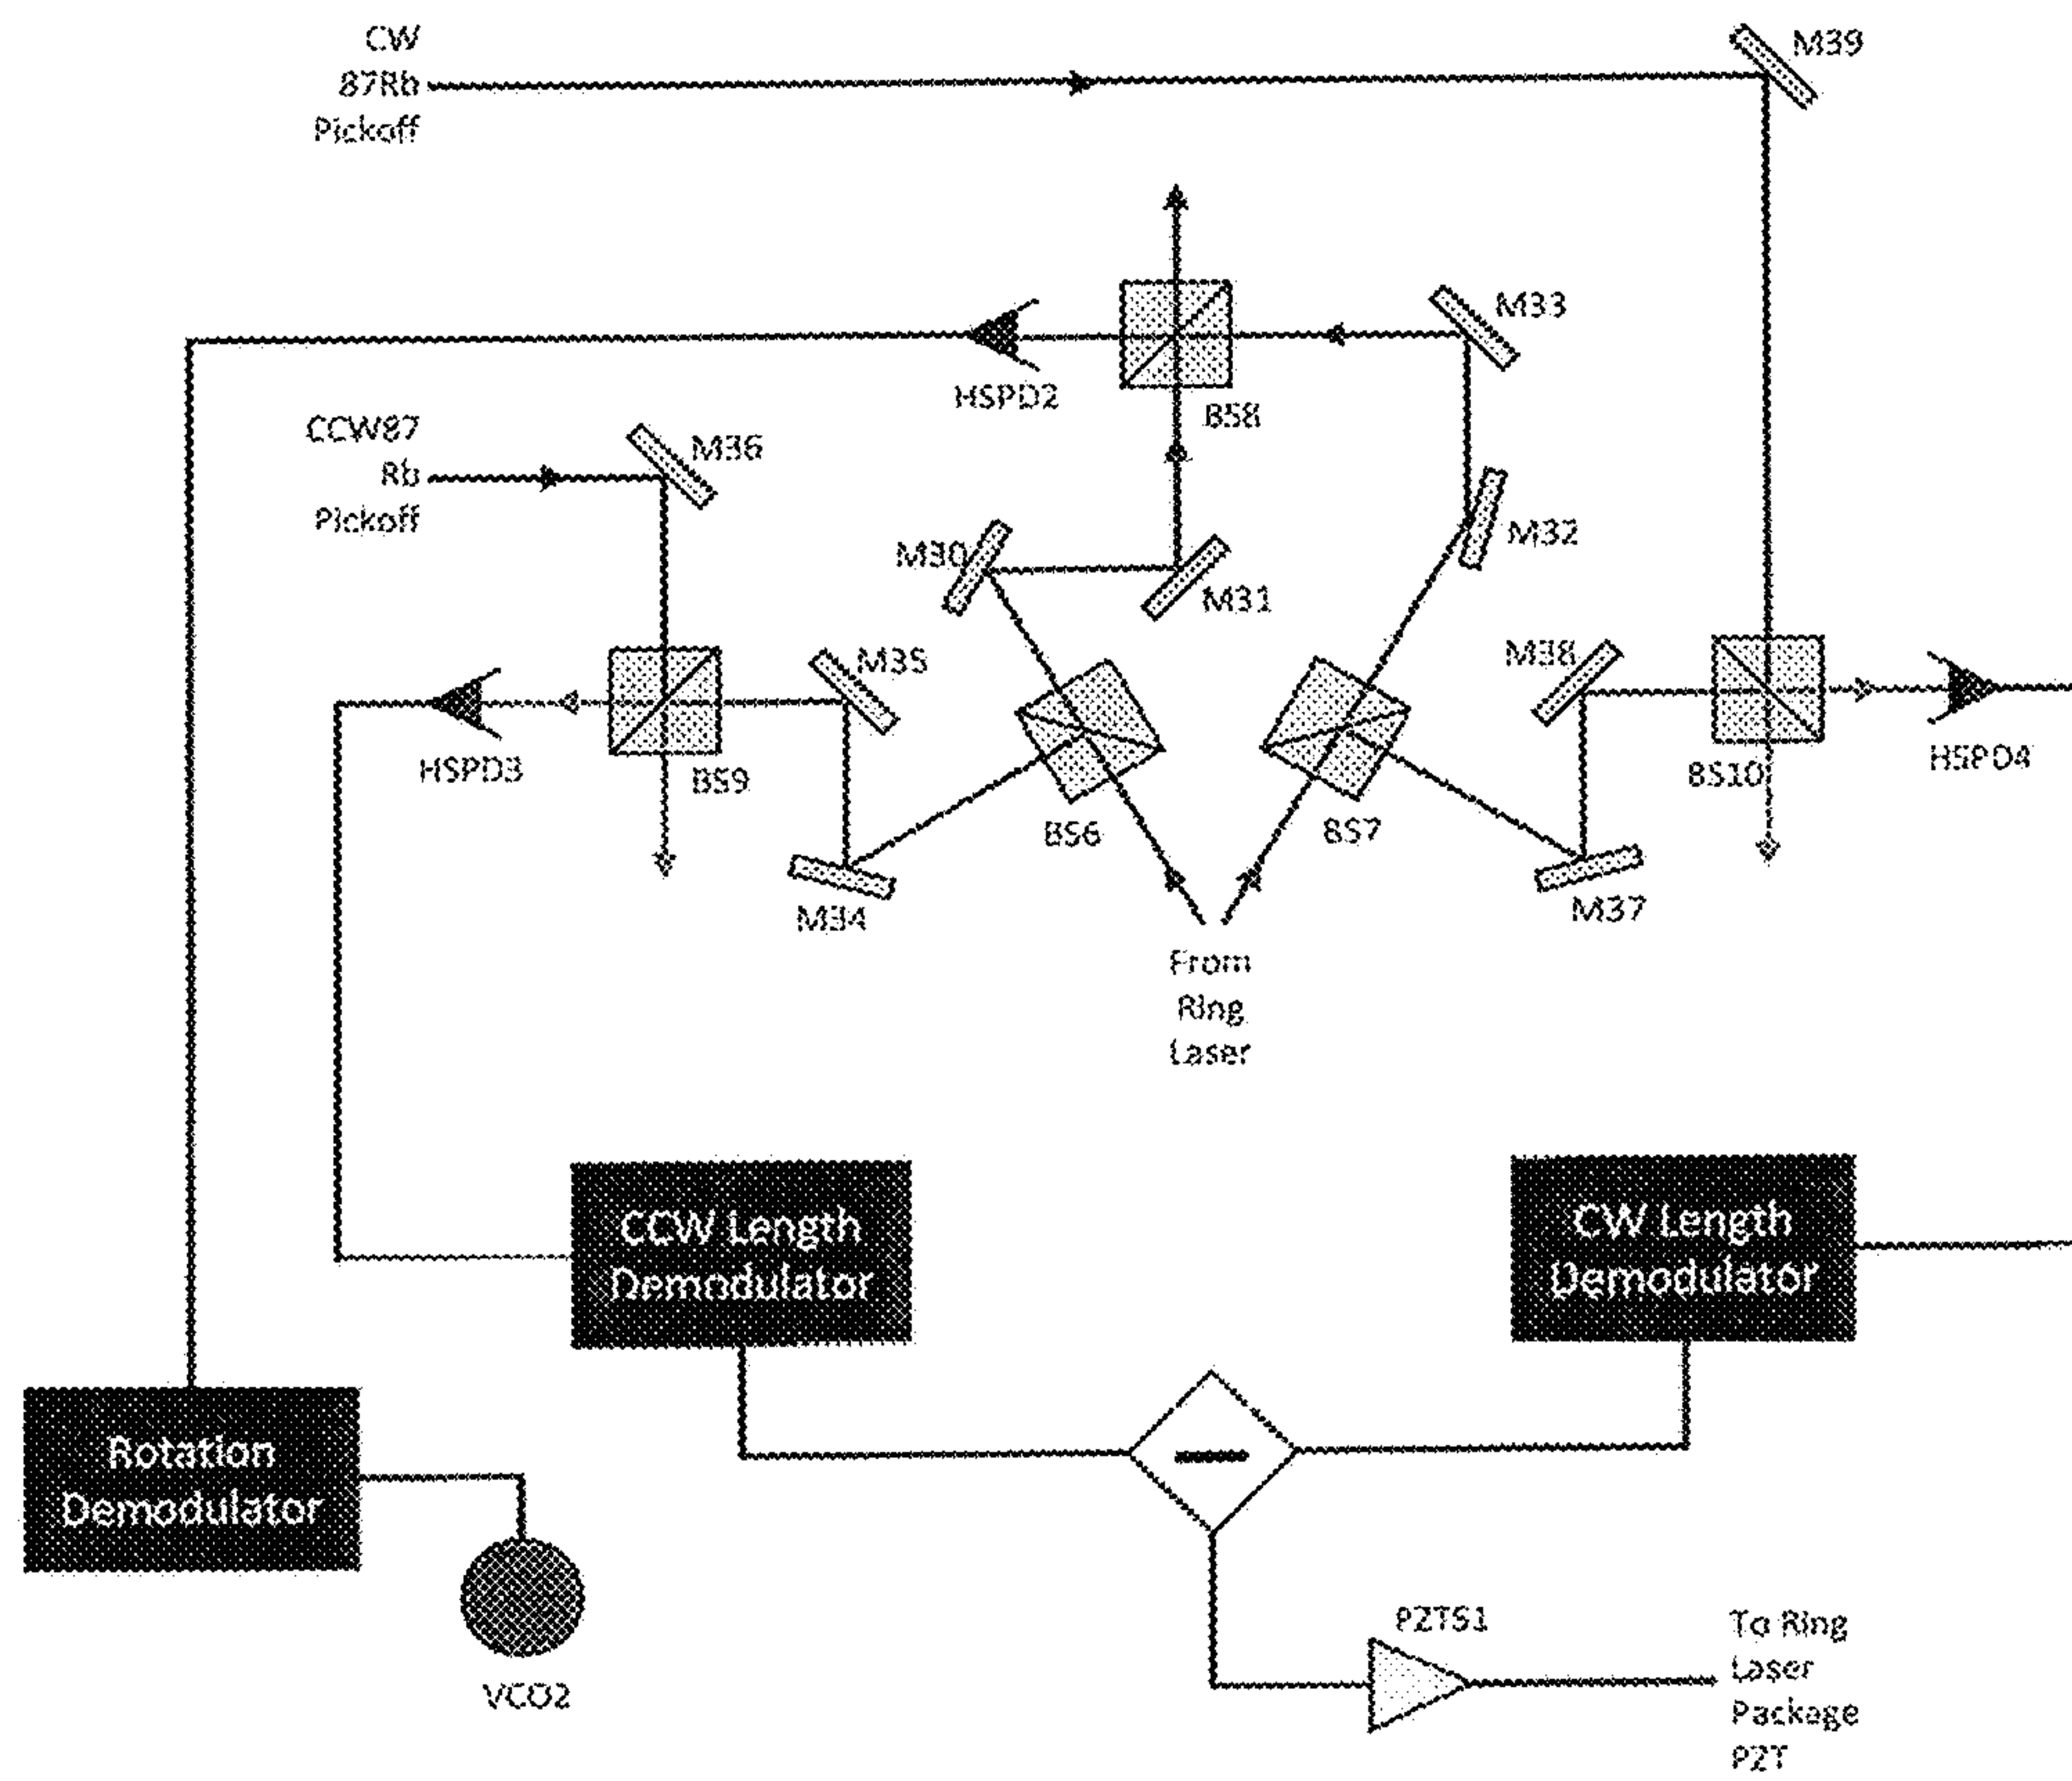 CW
87Rb
Pickoff
M39
M33
HSPD2
BS8
CCW87
Rb
Pickoff
M36
M32
M30
M31
M35
M38
HSPD3
BS9
BS6
BS7
BS10
HSPD4
M34
M37
From
Ring
Laser
CCW Length
Demodulator
CW Length
Demodulator
Rotation
Demodulator
VCO2
PZTS1
To Ring
Laser
Package
PZT